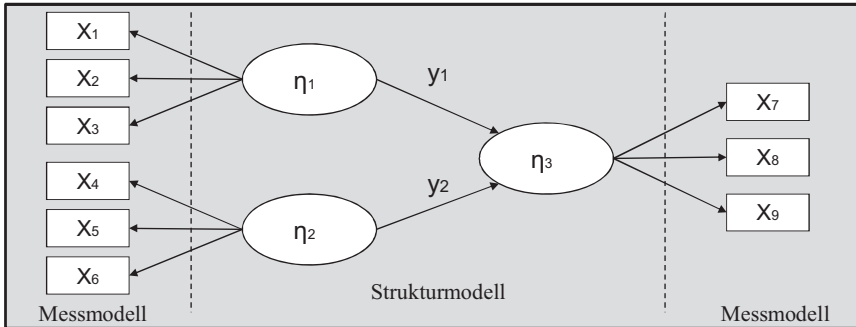 X1
X2
X3
X4
X5
X6
η1
η2
y1
y2
η3
X7
X8
X9
Messmodell
Strukturmodell
Messmodell